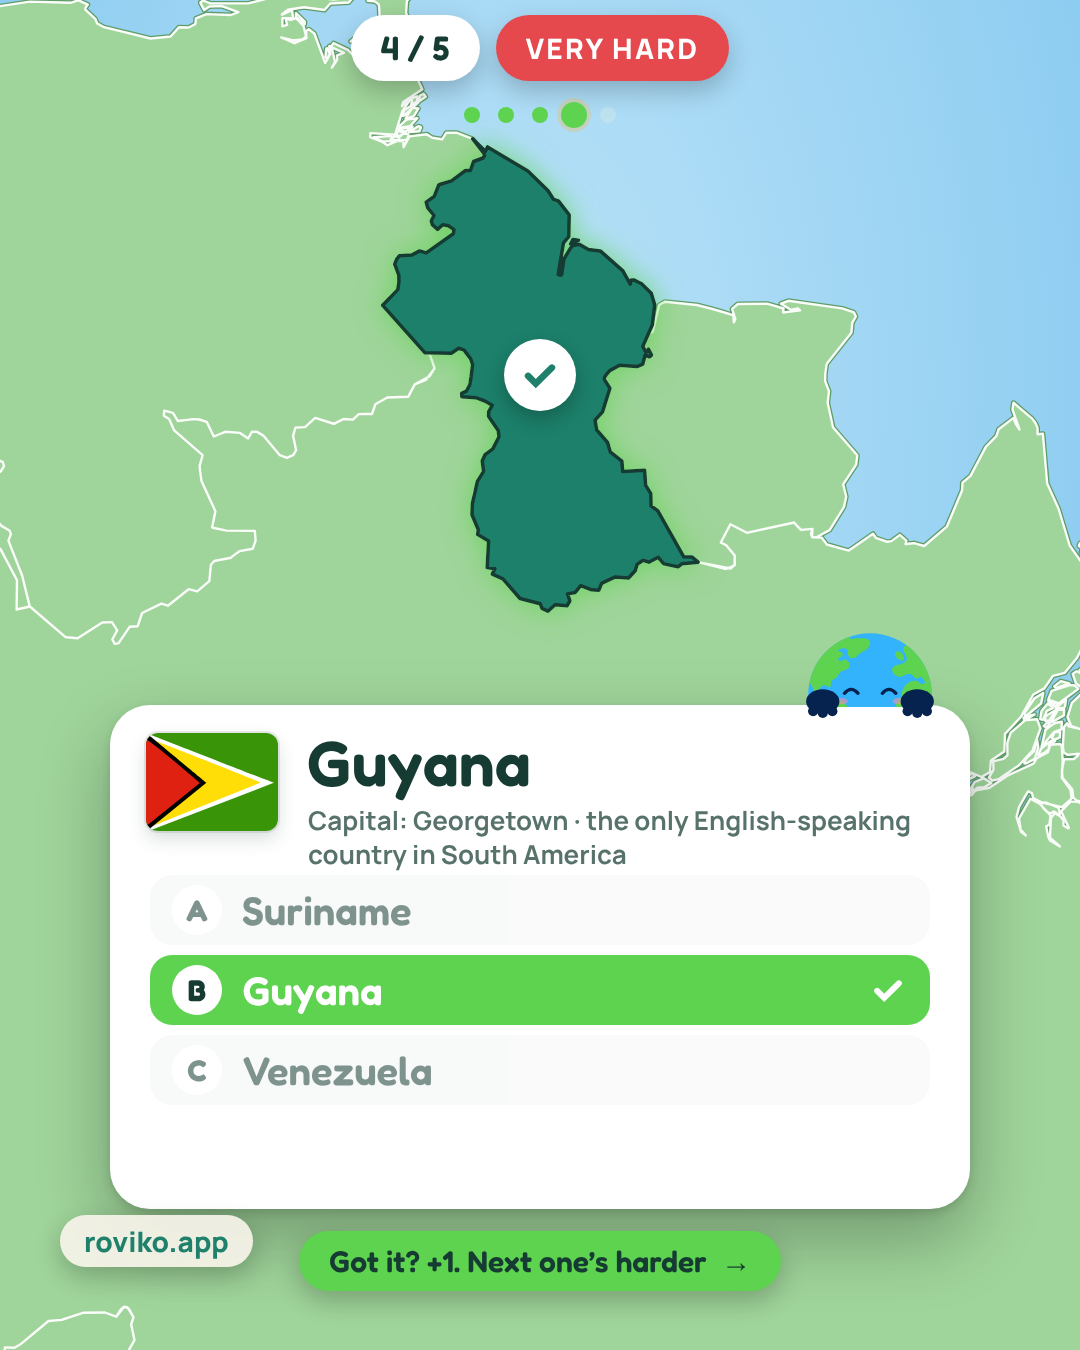 4 / 5
VERY HARD
Guyana
Capital: Georgetown · the only English-speaking
country in South America
A Suriname
B Guyana
C Venezuela
roviko.app
Got it? +1. Next one’s harder →